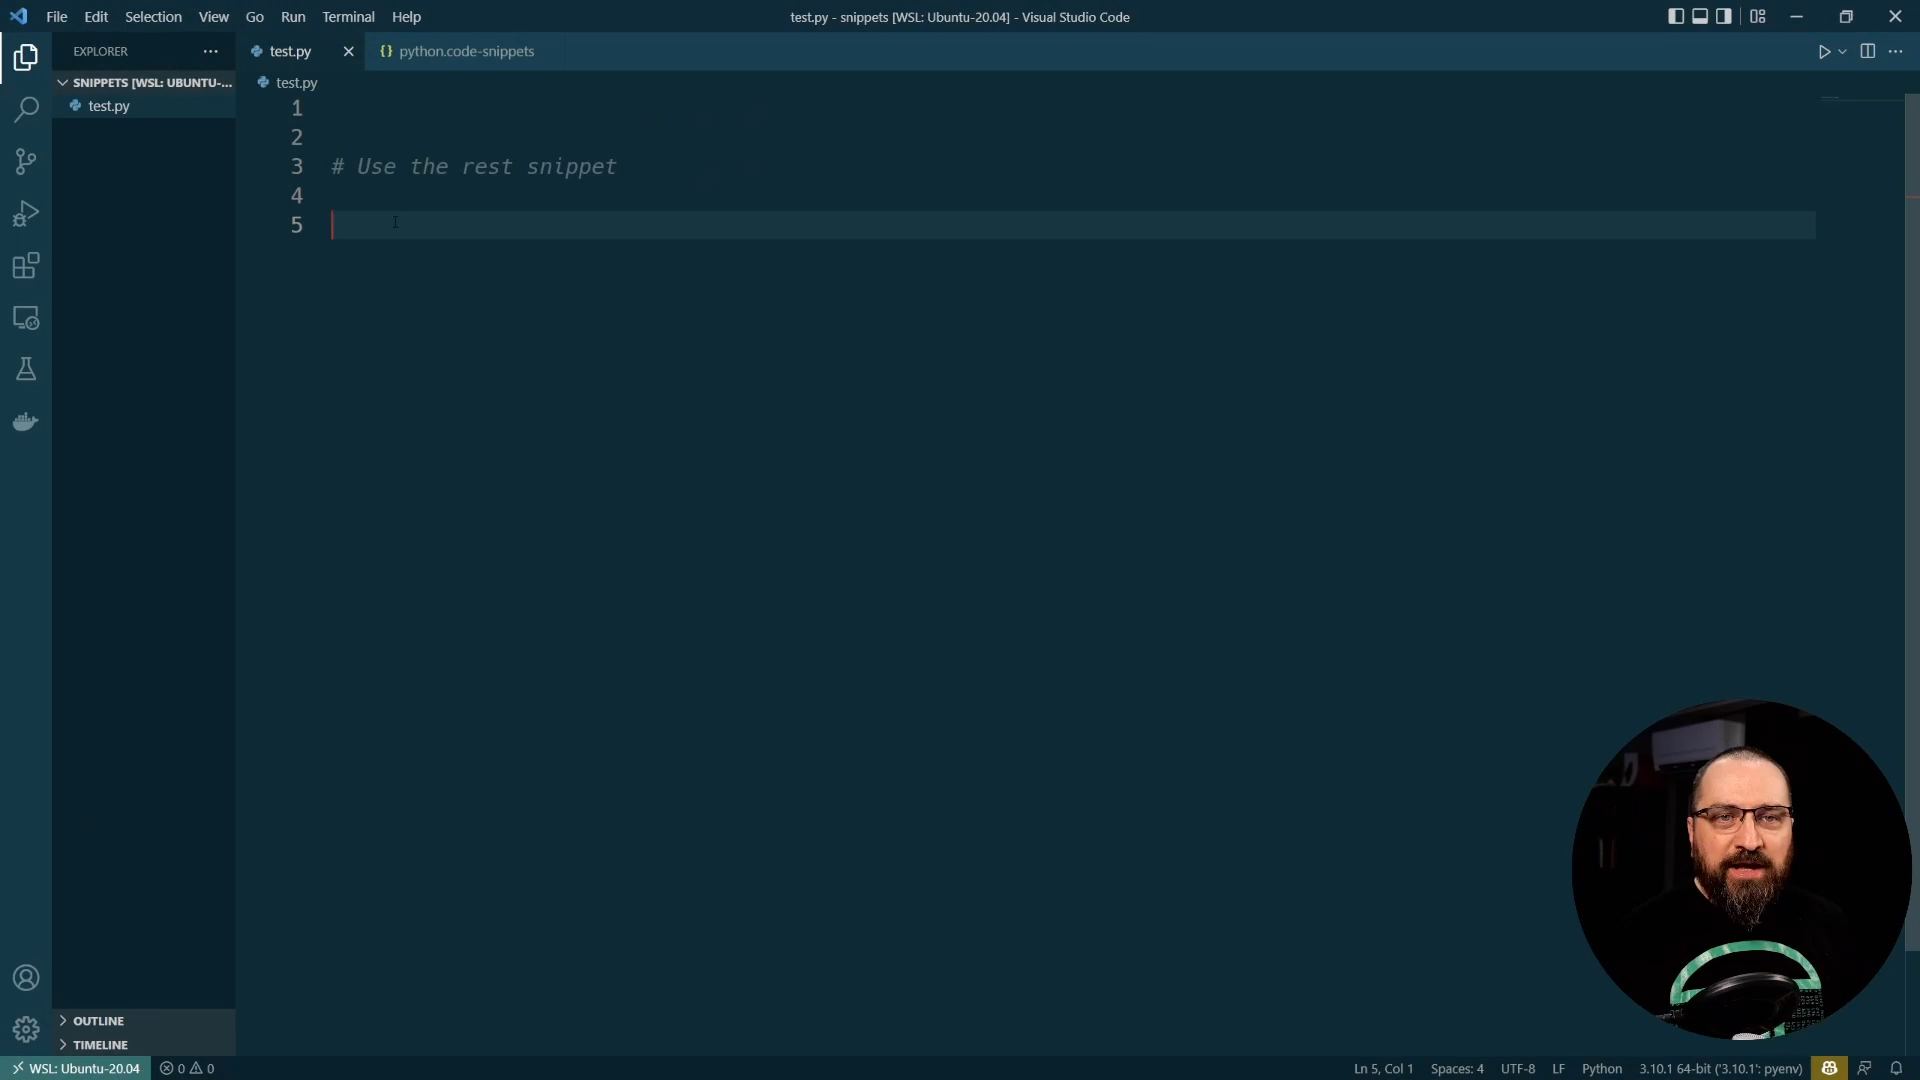 File Edit Selection View Go Run Terminal Help
test.py - snippets [WSL: Ubuntu-20.04] - Visual Studio Code
EXPLORER
test.py
{} python.code-snippets
SNIPPETS [WSL: UBUNTU-...
test.py
test.py
1
2
3 # Use the rest snippet
4
5
OUTLINE
TIMELINE
WSL: Ubuntu-20.04
0 0
Ln 5, Col 1
Spaces: 4
UTF-8
LF
Python
3.10.1 64-bit ('3.10.1': pyenv)